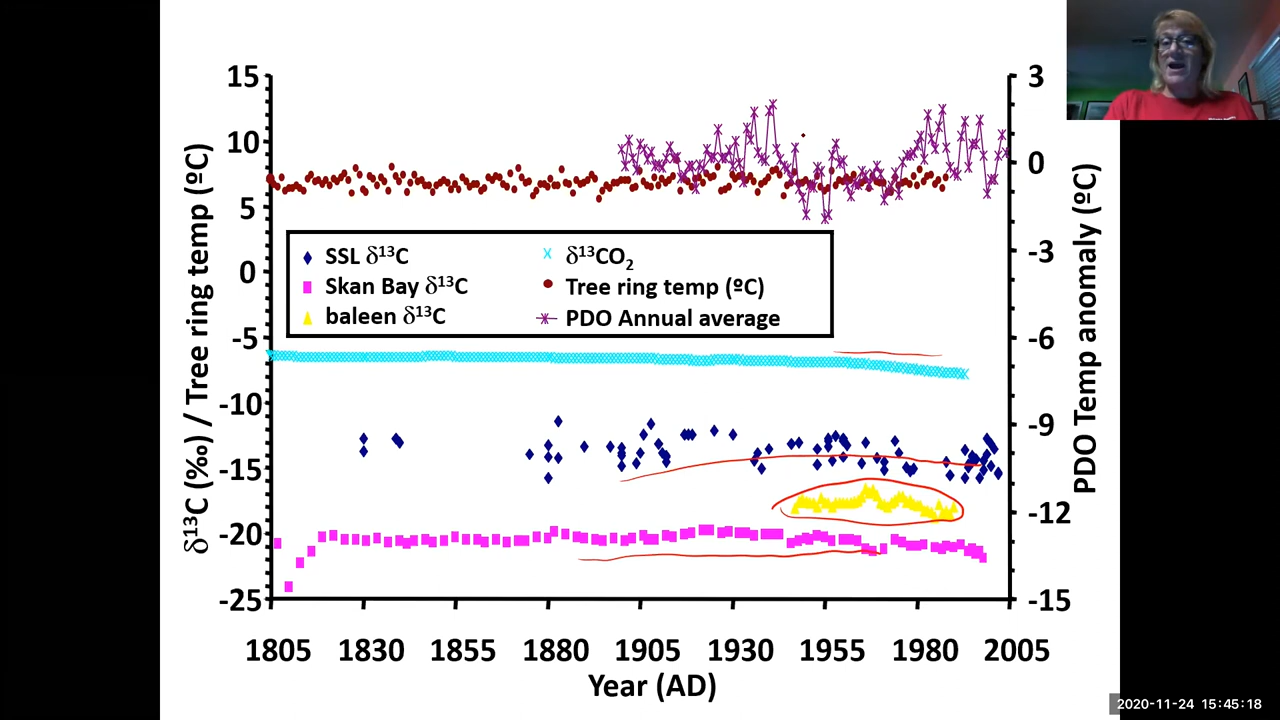 15
10
5
0
-5
-10
-15
-20
-25
δ¹³C (‰) / Tree ring temp (ºC)
SSL δ¹³C
Skan Bay δ¹³C
baleen δ¹³C
δ¹³CO₂
Tree ring temp (ºC)
PDO Annual average
3
0
-3
-6
-9
-12
-15
PDO Temp anomaly (ºC)
1805 1830 1855 1880 1905 1930 1955 1980 2005
Year (AD)
2020-11-24 15:45:18